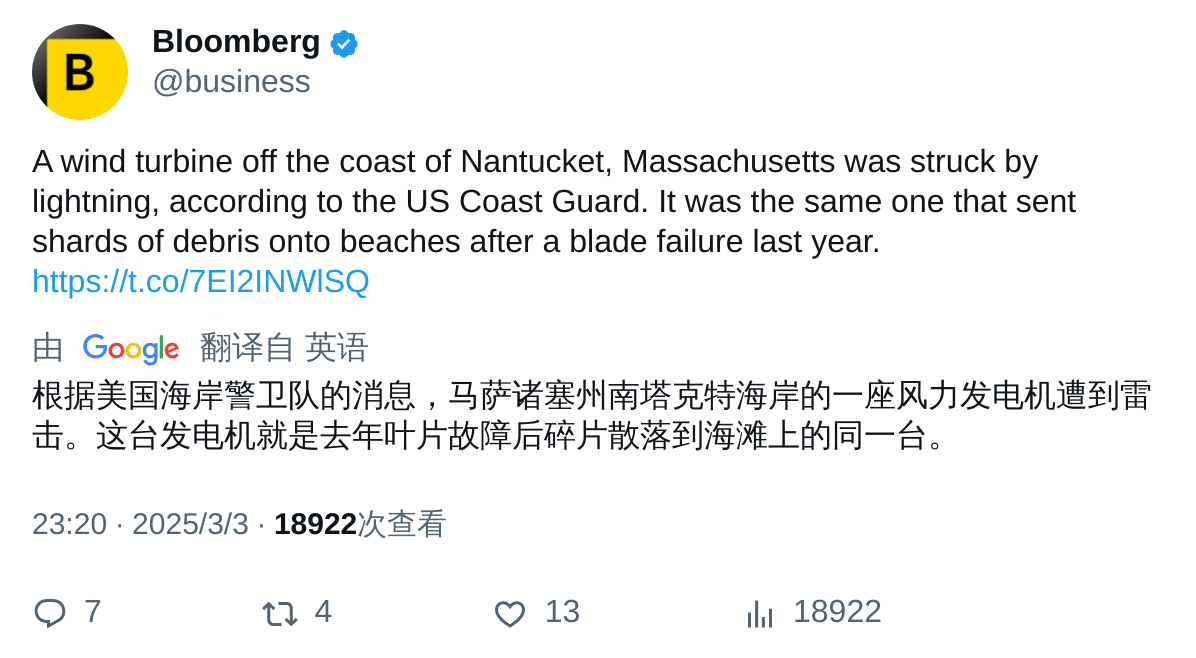 B
Bloomberg
@business
A wind turbine off the coast of Nantucket, Massachusetts was struck by
lightning, according to the US Coast Guard. It was the same one that sent
shards of debris onto beaches after a blade failure last year.
https://t.co/7EI2INWlSQ
由 Google 翻译自 英语
根据美国海岸警卫队的消息，马萨诸塞州南塔克特海岸的一座风力发电机遭到雷
击。这台发电机就是去年叶片故障后碎片散落到海滩上的同一台。
23:20 · 2025/3/3 · 18922次查看
7 4 13 18922